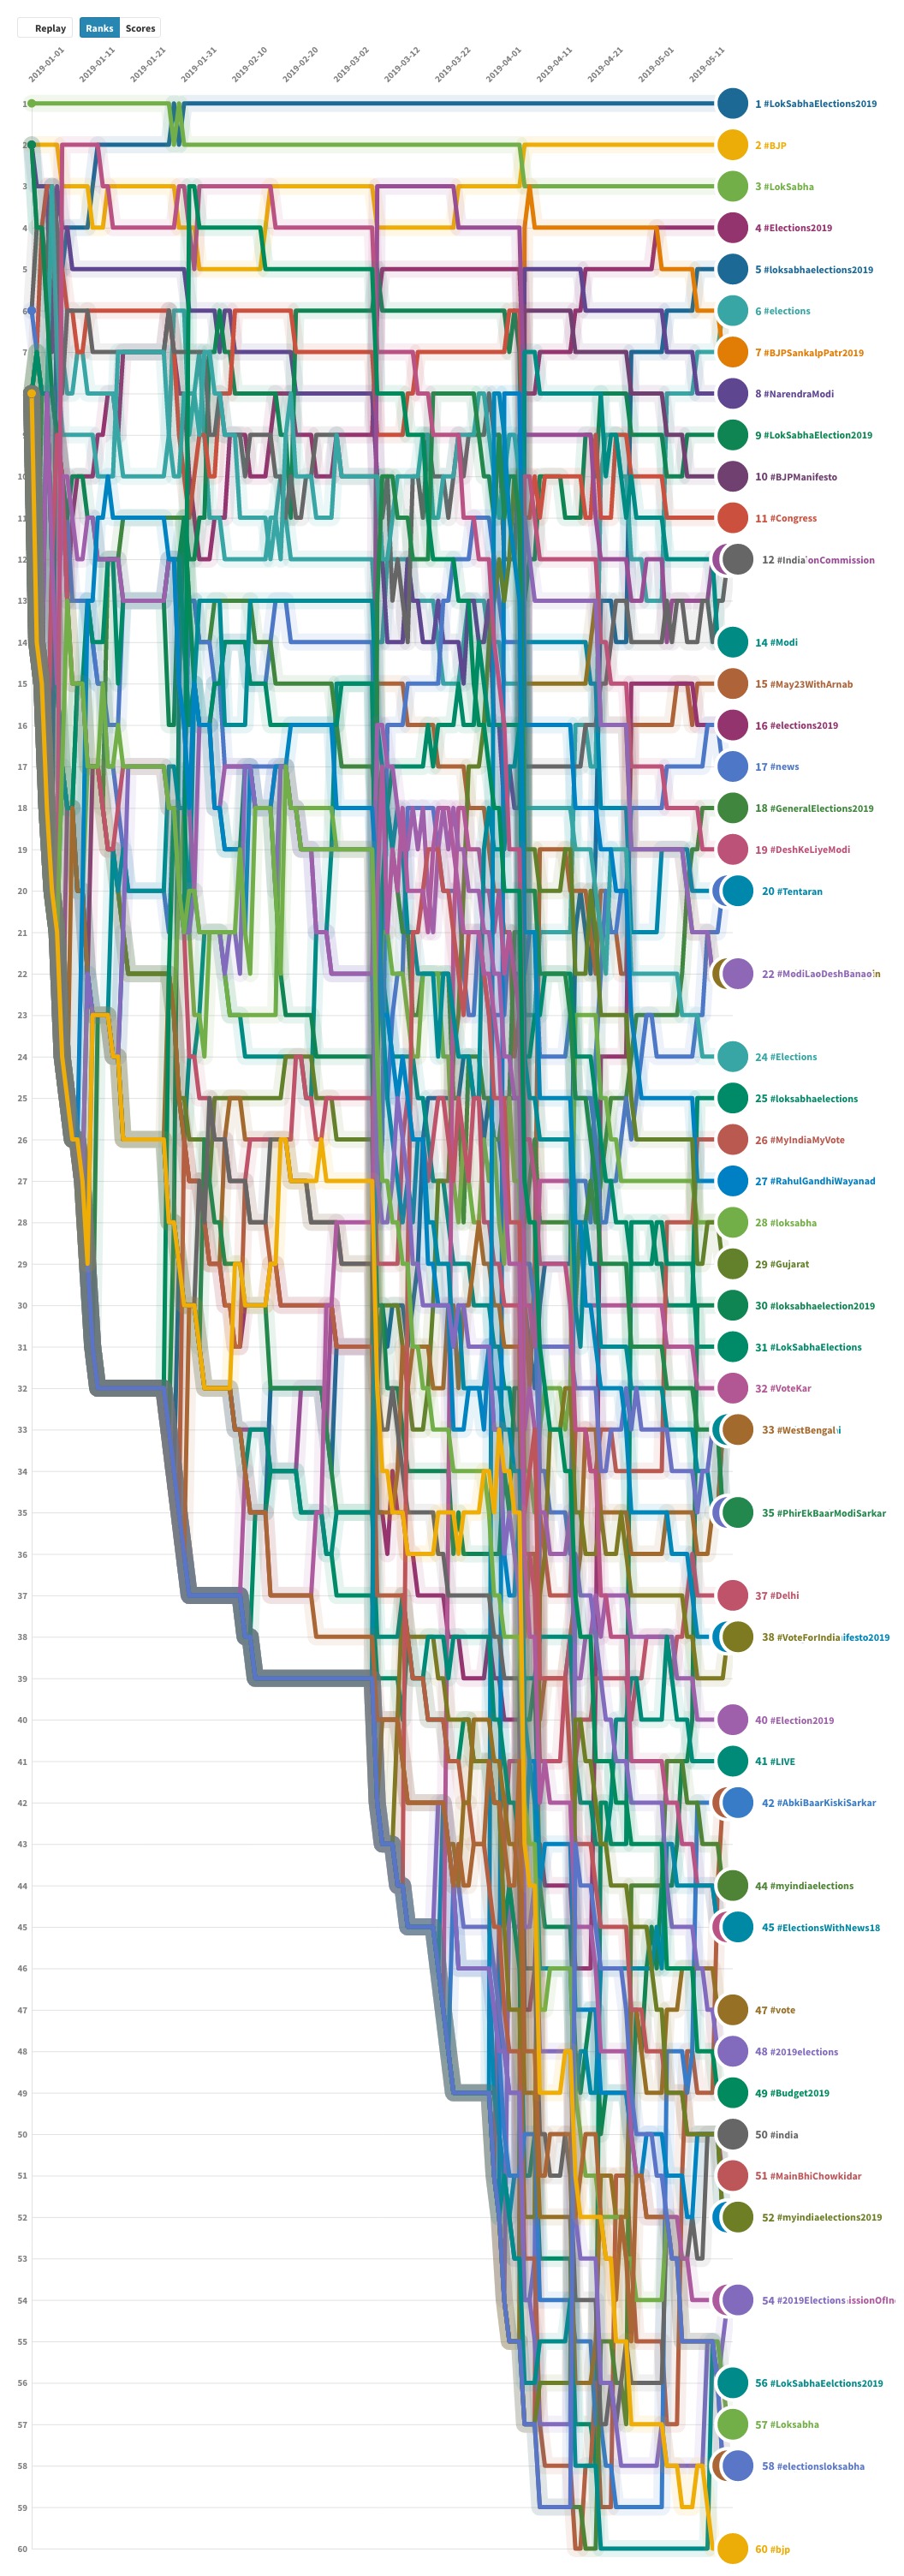 Replay Ranks Scores
2019-01-01 2019-01-11 2019-01-21 2019-01-31 2019-02-10 2019-02-20 2019-03-02 2019-03-12 2019-03-22 2019-04-01 2019-04-11 2019-04-21 2019-05-01 2019-05-11
1 1 #LokSabhaElections2019
2 2 #BJP
3 3 #LokSabha
4 4 #Elections2019
5 5 #loksabhaelections2019
6 6 #elections
7 7 #BJPSankalpPatr2019
8 8 #NarendraModi
9 9 #LokSabhaElection2019
10 10 #BJPManifesto
11 11 #Congress
12 12 #India onCommission
13
14 14 #Modi
15 15 #May23WithArnab
16 16 #elections2019
17 17 #news
18 18 #GeneralElections2019
19 19 #DeshKeLiyeModi
20 20 #Tentaran
21
22 22 #ModiLaoDeshBanao
23
24 24 #Elections
25 25 #loksabhaelections
26 26 #MyIndiaMyVote
27 27 #RahulGandhiWayanad
28 28 #loksabha
29 29 #Gujarat
30 30 #loksabhaelection2019
31 31 #LokSabhaElections
32 32 #VoteKar
33 33 #WestBengal
34
35 35 #PhirEkBaarModiSarkar
36
37 37 #Delhi
38 38 #VoteForIndia ifesto2019
39
40 40 #Election2019
41 41 #LIVE
42 42 #AbkiBaarKiskiSarkar
43
44 44 #myindiaelections
45 45 #ElectionsWithNews18
46
47 47 #vote
48 48 #2019elections
49 49 #Budget2019
50 50 #india
51 51 #MainBhiChowkidar
52 52 #myindiaelections2019
53
54 54 #2019Elections issionOfIn
55
56 56 #LokSabhaEelctions2019
57 57 #Loksabha
58 58 #electionsloksabha
59
60 60 #bjp